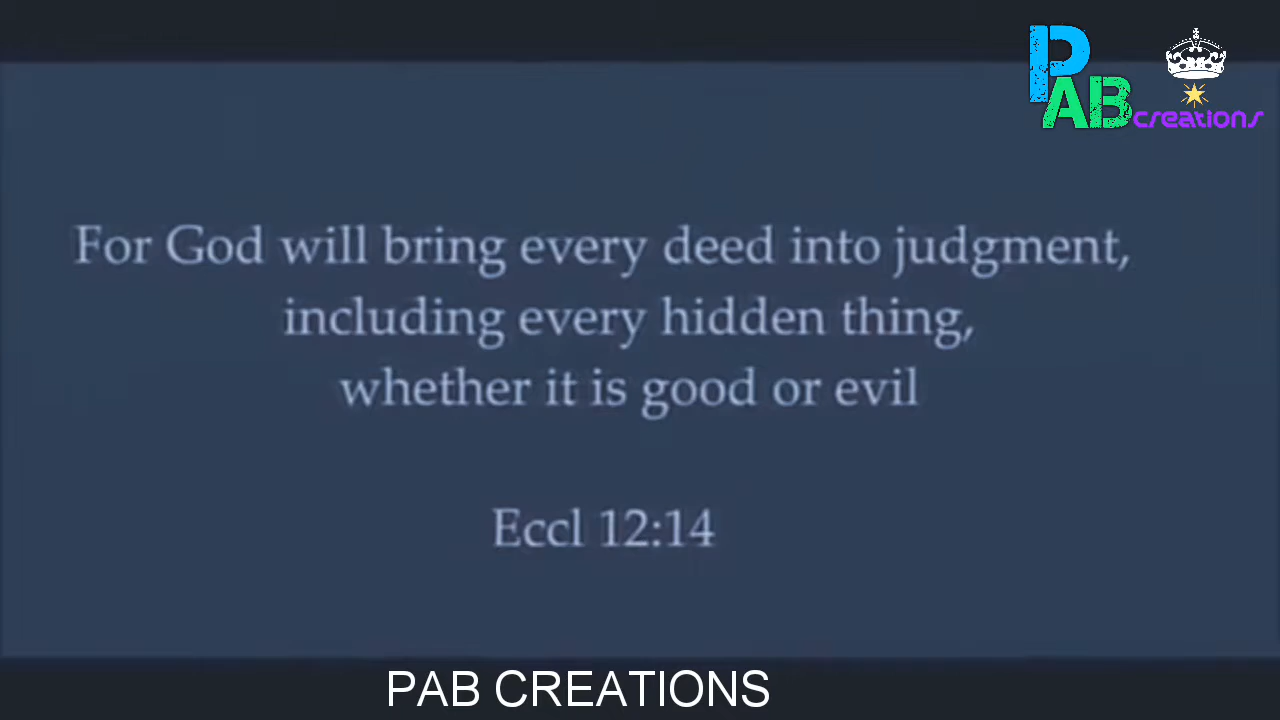 PAB creations
For God will bring every deed into judgment,
including every hidden thing,
whether it is good or evil
Eccl 12:14
PAB CREATIONS